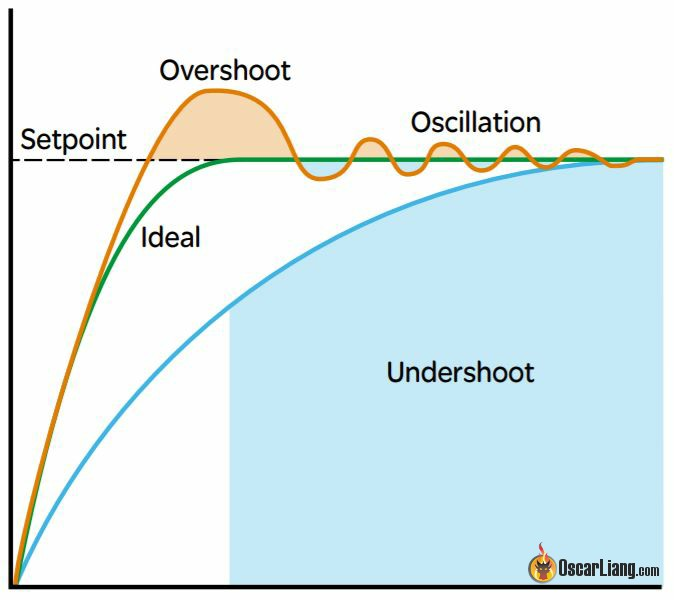 Overshoot
Oscillation
Setpoint
Ideal
Undershoot
OscarLiang.com